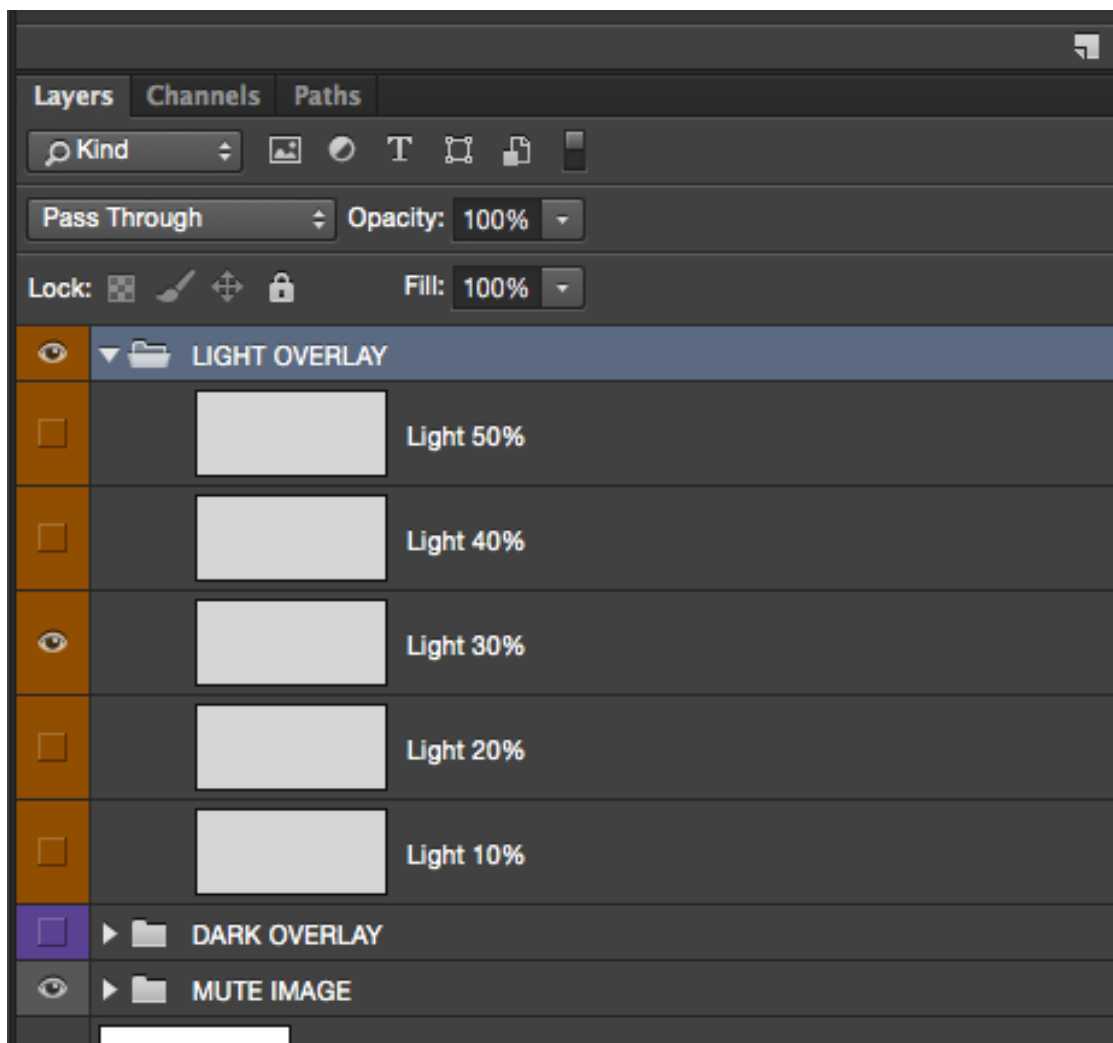 Layers Channels Paths
Kind T
Pass Through Opacity: 100%
Lock: Fill: 100%
LIGHT OVERLAY
Light 50%
Light 40%
Light 30%
Light 20%
Light 10%
DARK OVERLAY
MUTE IMAGE